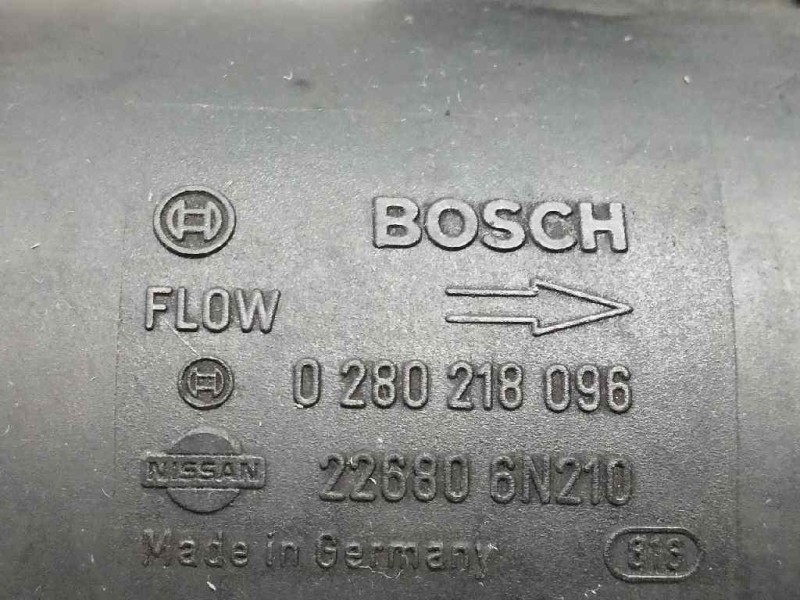 BOSCH
FLOW
0 280 218 096
NISSAN 22680 6N210
Made in Germany 313